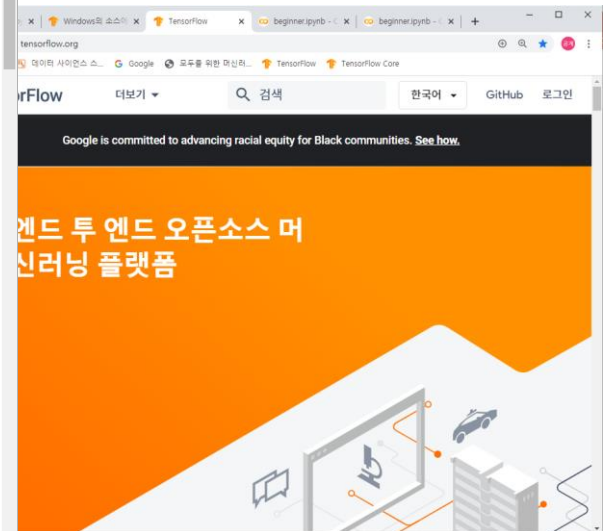 Windows의 소스에
TensorFlow
beginner.ipynb - C
beginner.ipynb - C
tensorflow.org
데이터 사이언스 스...
Google
모두를 위한 머신러...
TensorFlow
TensorFlow Core
rFlow
더보기
검색
한국어
GitHub
로그인
Google is committed to advancing racial equity for Black communities. See how.
엔드 투 엔드 오픈소스 머
신러닝 플랫폼